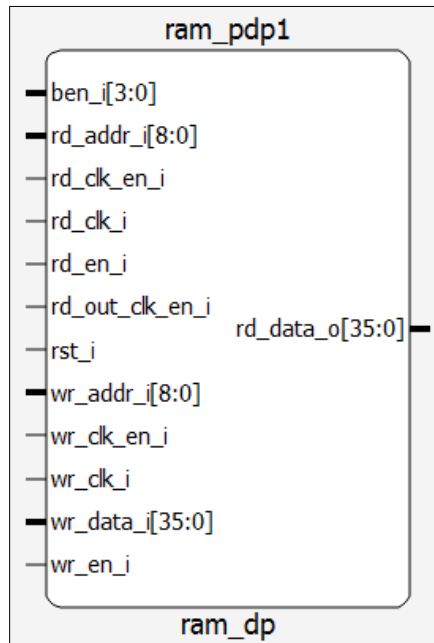 ram_pdp1
ben_i[3:0]
rd_addr_i[8:0]
rd_clk_en_i
rd_clk_i
rd_en_i
rd_out_clk_en_i
rd_data_o[35:0]
rst_i
wr_addr_i[8:0]
wr_clk_en_i
wr_clk_i
wr_data_i[35:0]
wr_en_i
ram_dp